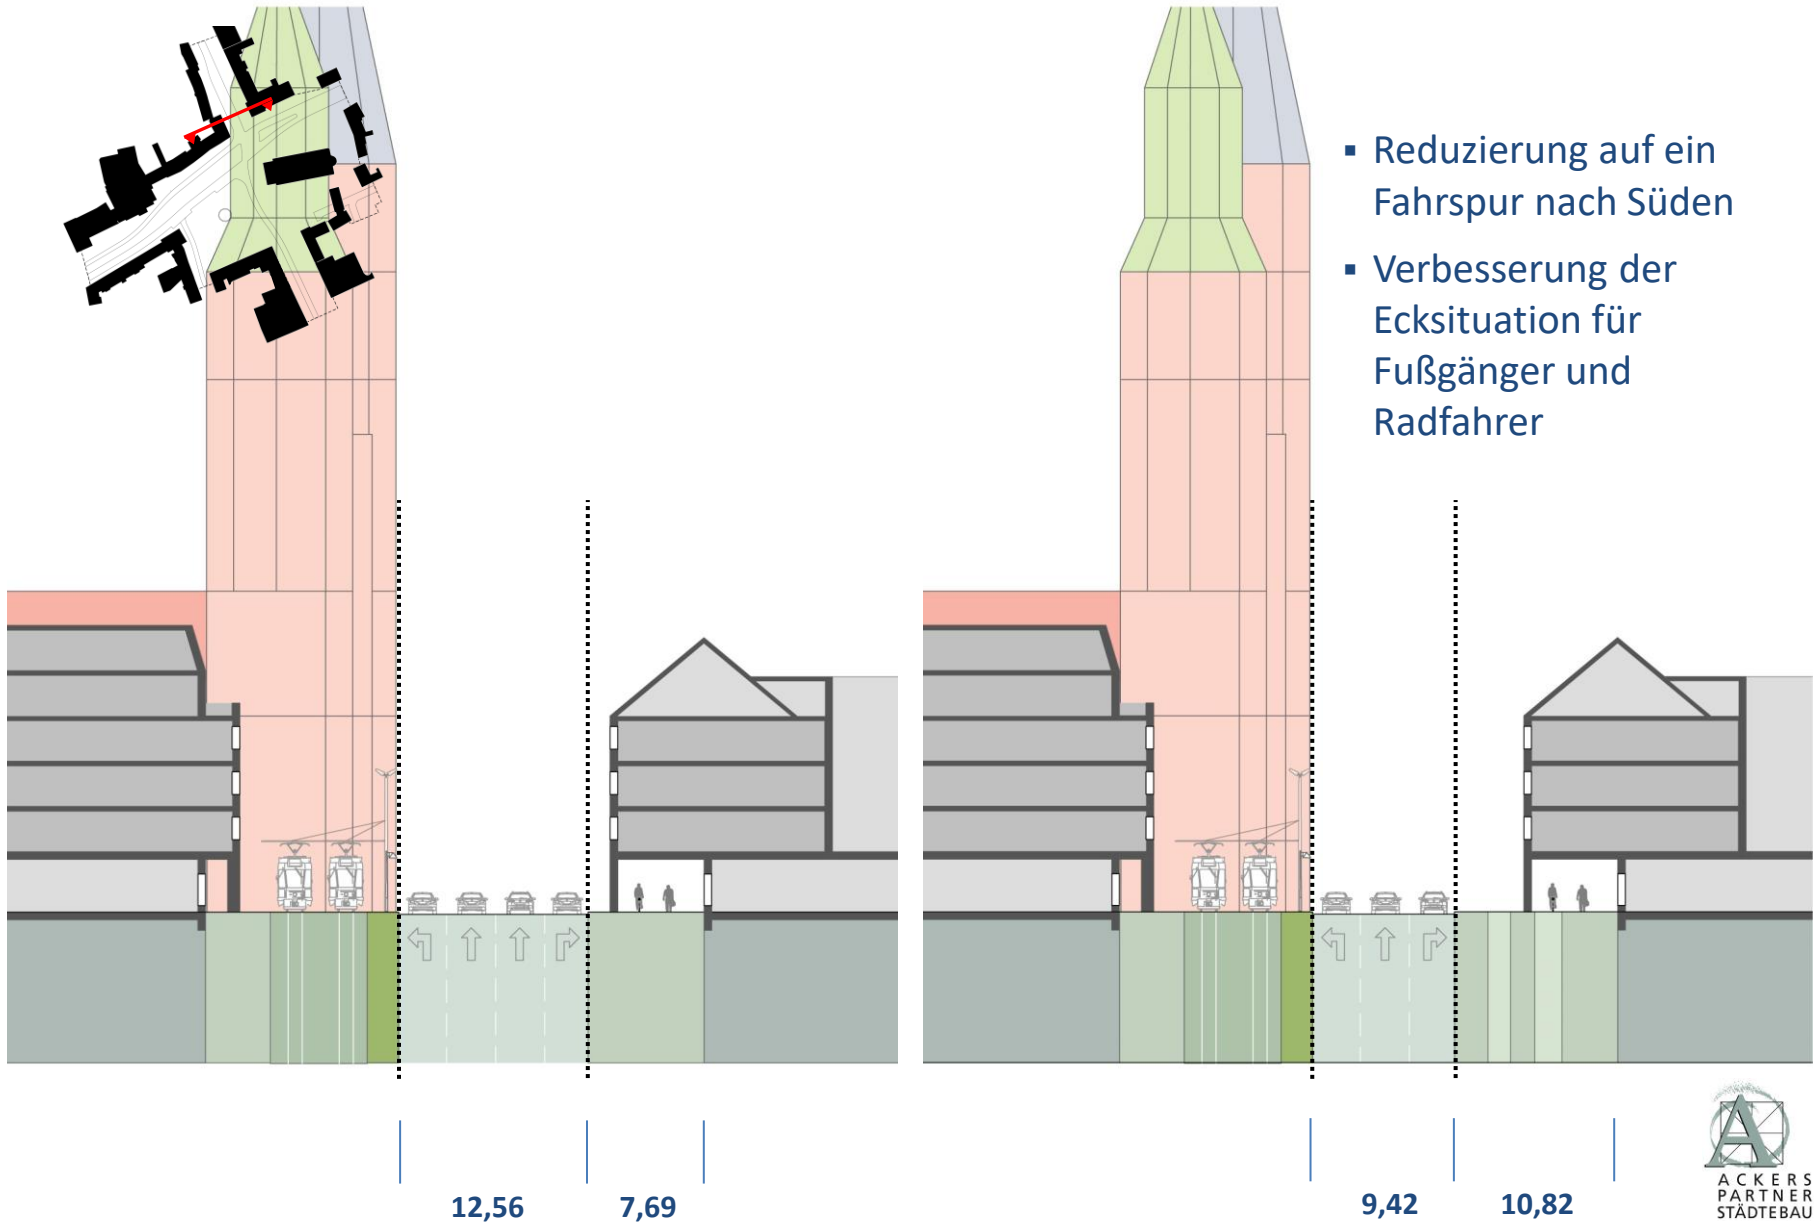 ▪ Reduzierung auf ein
Fahrspur nach Süden
▪ Verbesserung der
Ecksituation für
Fußgänger und
Radfahrer
12,56
7,69
9,42
10,82
A
ACKERS
PARTNER
STÄDTEBAU